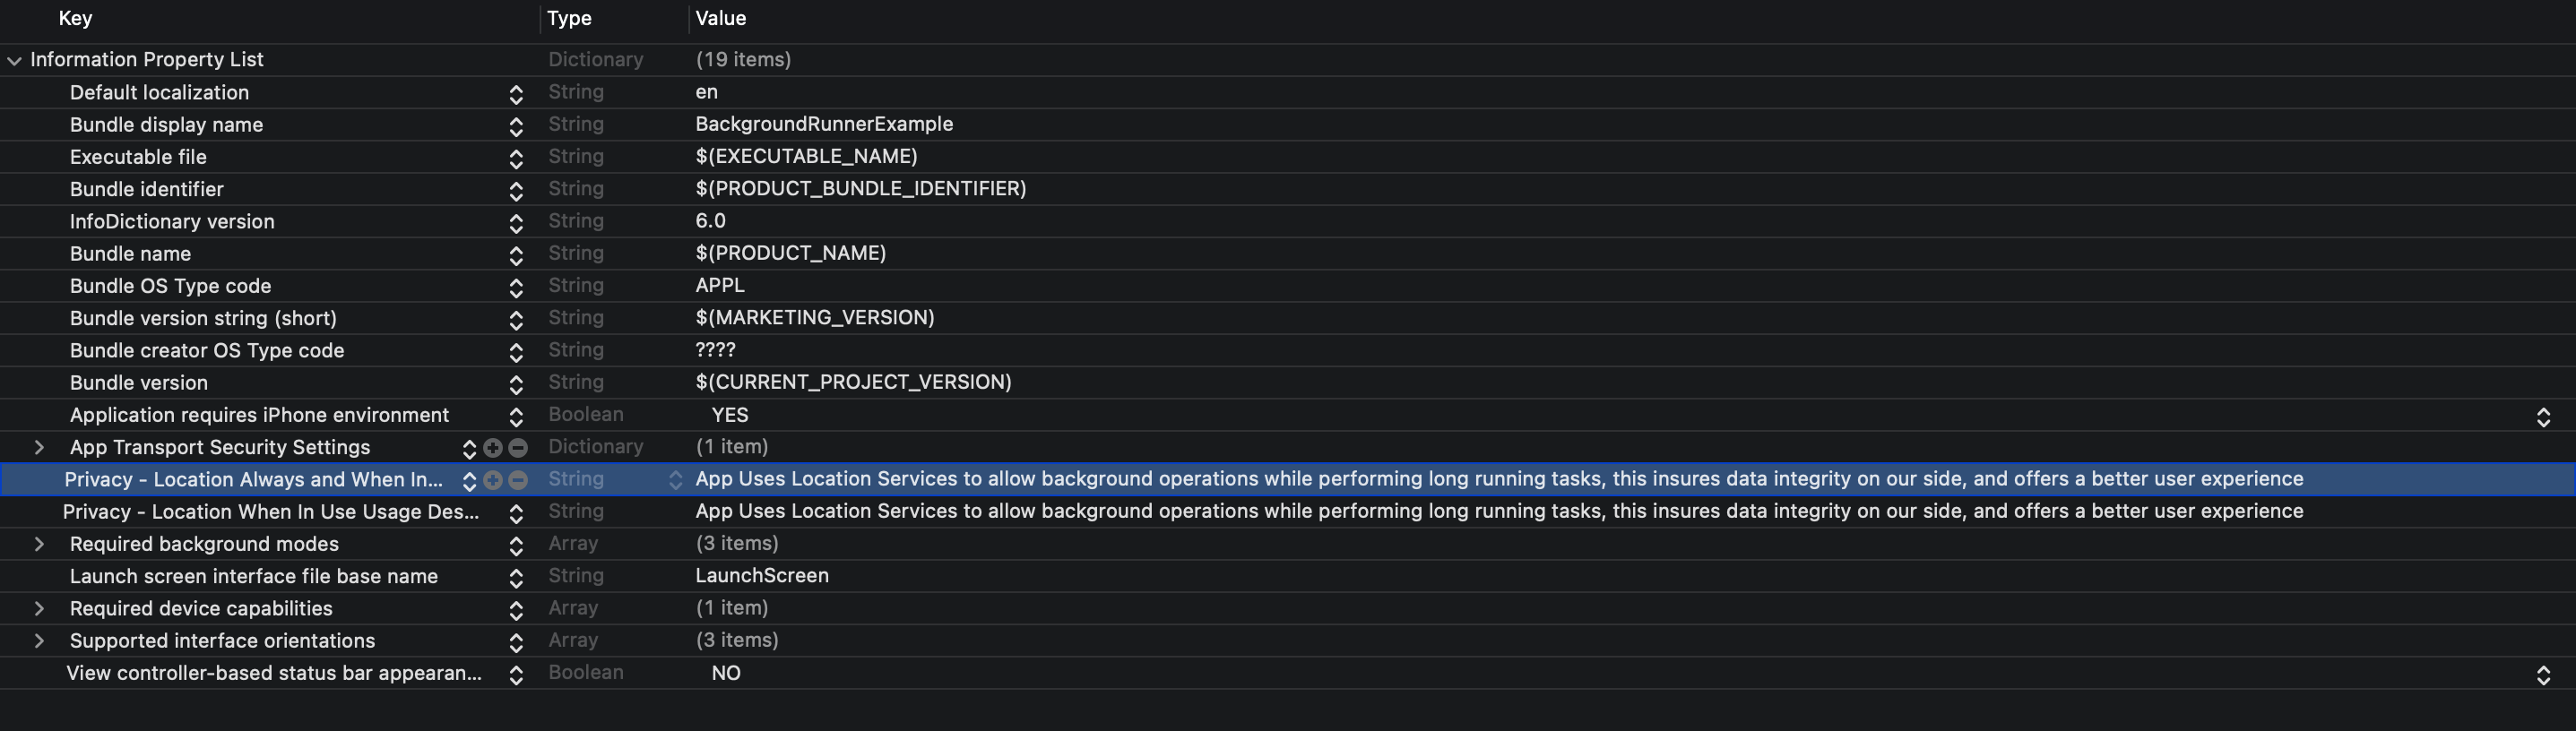 Key Type Value
Information Property List Dictionary (19 items)
Default localization String en
Bundle display name String BackgroundRunnerExample
Executable file String $(EXECUTABLE_NAME)
Bundle identifier String $(PRODUCT_BUNDLE_IDENTIFIER)
InfoDictionary version String 6.0
Bundle name String $(PRODUCT_NAME)
Bundle OS Type code String APPL
Bundle version string (short) String $(MARKETING_VERSION)
Bundle creator OS Type code String ????
Bundle version String $(CURRENT_PROJECT_VERSION)
Application requires iPhone environment Boolean YES
App Transport Security Settings Dictionary (1 item)
Privacy - Location Always and When In... String App Uses Location Services to allow background operations while performing long running tasks, this insures data integrity on our side, and offers a better user experience
Privacy - Location When In Use Usage Des... String App Uses Location Services to allow background operations while performing long running tasks, this insures data integrity on our side, and offers a better user experience
Required background modes Array (3 items)
Launch screen interface file base name String LaunchScreen
Required device capabilities Array (1 item)
Supported interface orientations Array (3 items)
View controller-based status bar appearan... Boolean NO